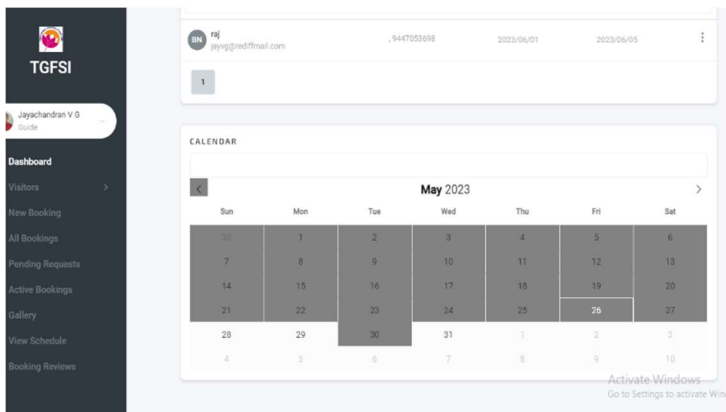 TGFSI
Jayachandran V G
Guide
Dashboard
Visitors
New Booking
All Bookings
Pending Requests
Active Bookings
Gallery
View Schedule
Booking Reviews
BN raj , 9447053698 2023/06/01 2023/06/05
jayvg@rediffmail.com
1
CALENDAR
May 2023
Sun Mon Tue Wed Thu Fri Sat
30 1 2 3 4 5 6
7 8 9 10 11 12 13
14 15 16 17 18 19 20
21 22 23 24 25 26 27
28 29 30 31 1 2 3
4 5 6 7 8 9 10
Activate Windows
Go to Settings to activate Win